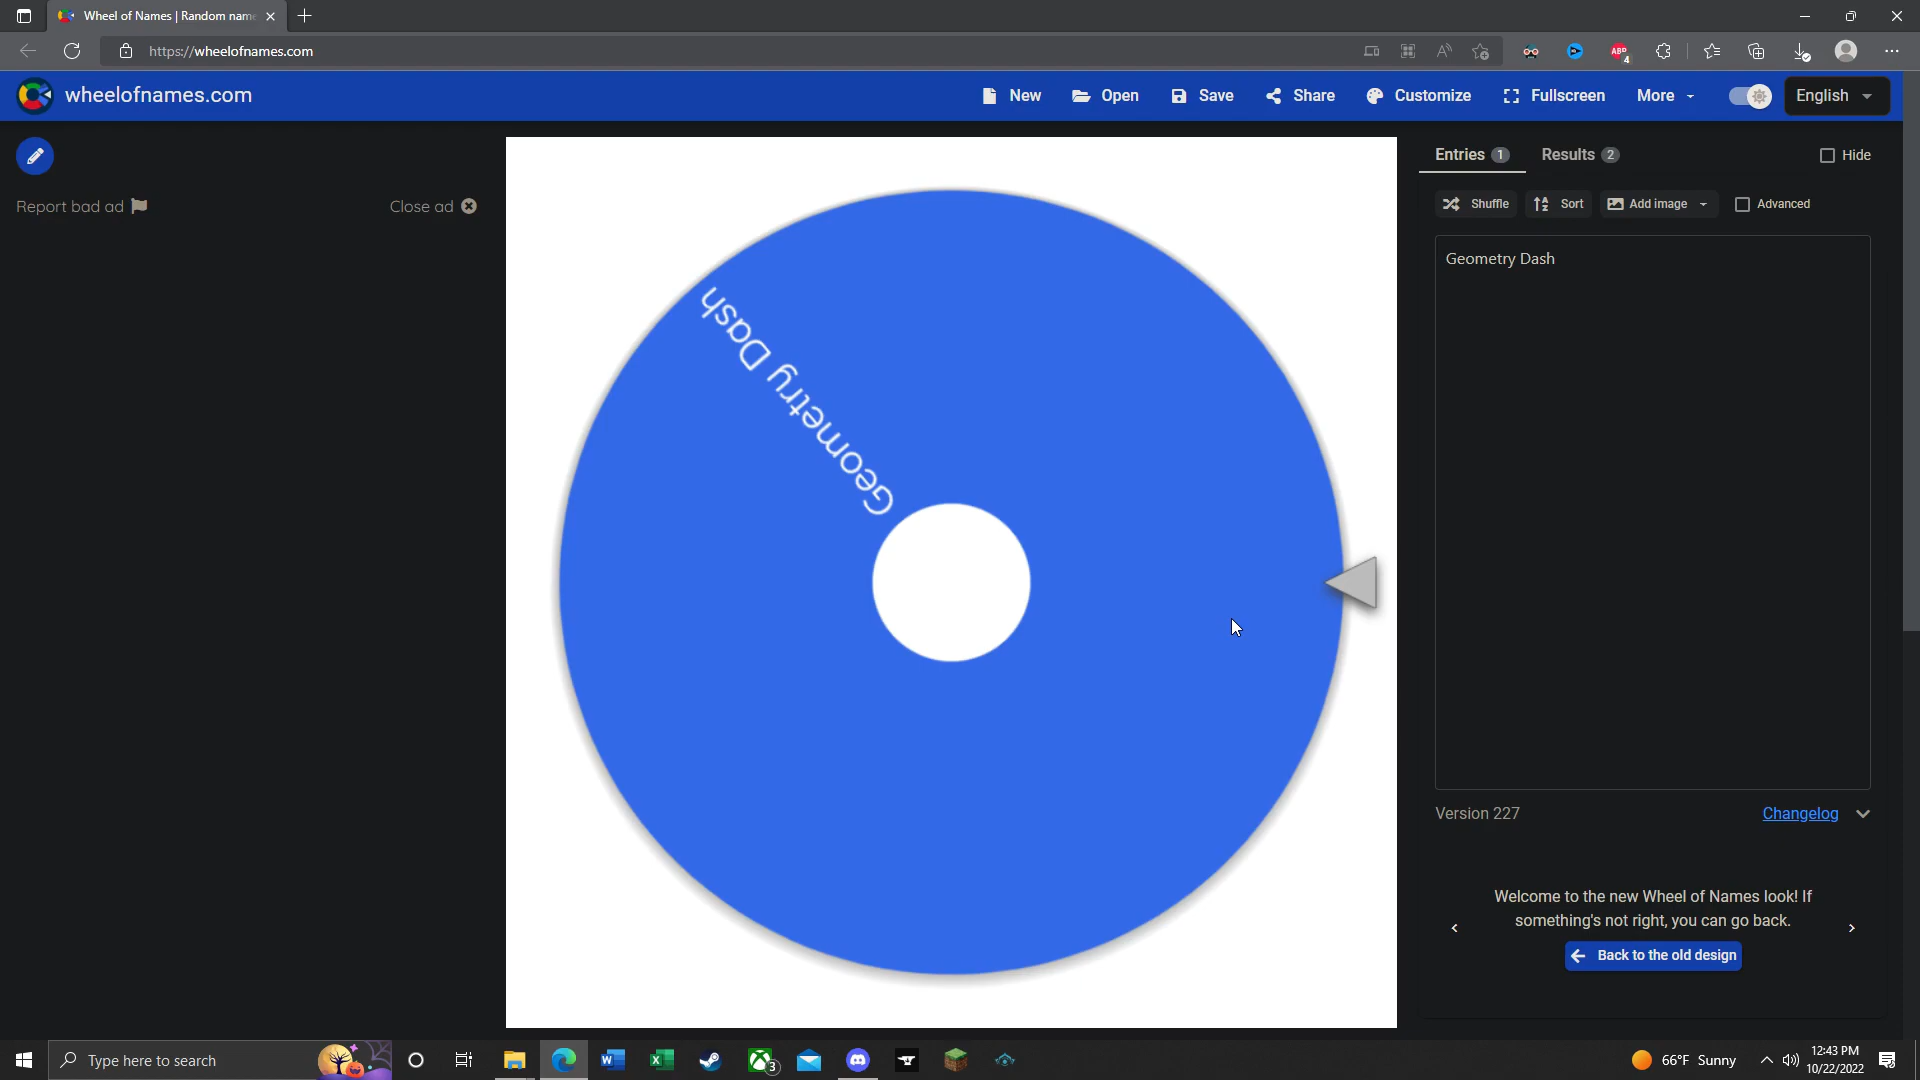 Wheel of Names | Random name
https://wheelofnames.com
ABP
4
wheelofnames.com
New
Open
Save
Share
Customize
Fullscreen
More
English
Report bad ad
Close ad
Entries 1
Results 2
Hide
Shuffle
Sort
Add image
Advanced
Geometry Dash
Geometry Dash
Version 227
Changelog
Welcome to the new Wheel of Names look! If
something's not right, you can go back.
Back to the old design
Type here to search
3
66°F Sunny
12:43 PM
10/22/2022